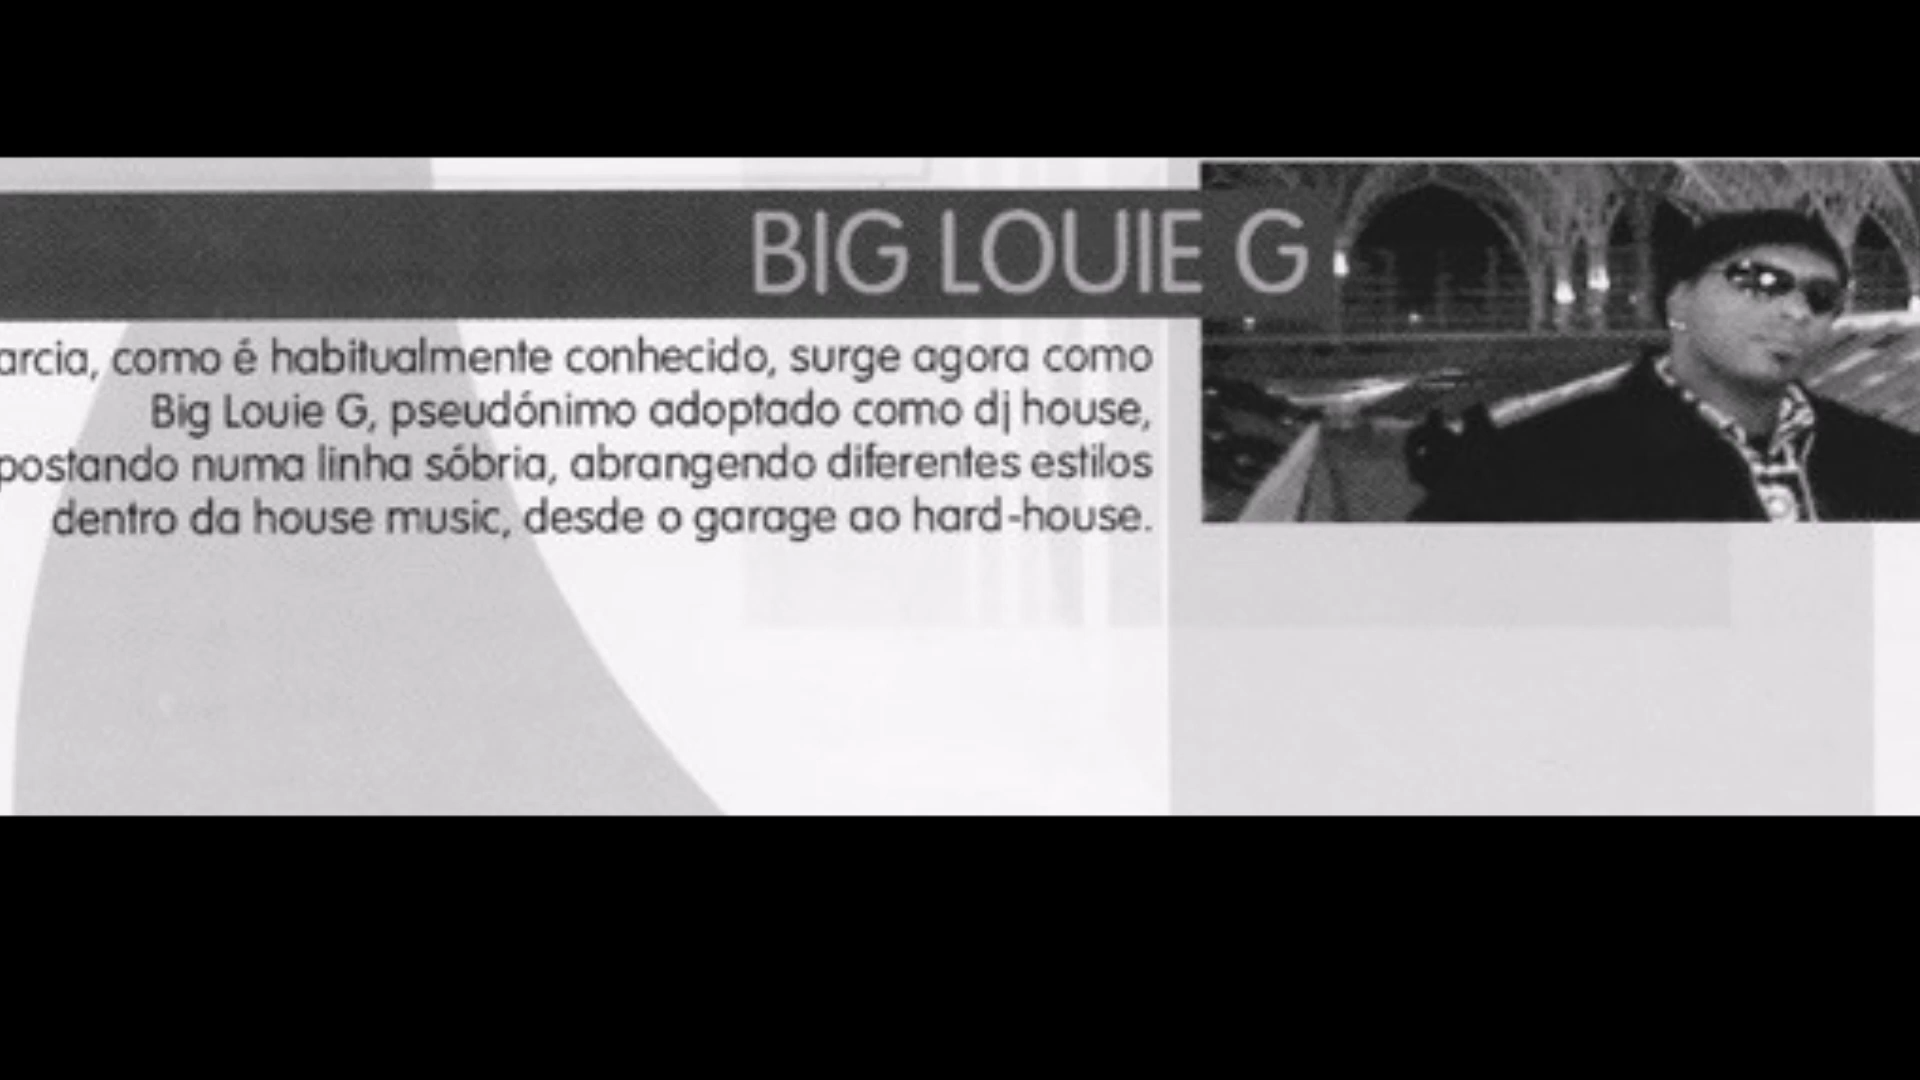 BIG LOUIE G
arcia, como é habitualmente conhecido, surge agora como
Big Louie G, pseudónimo adoptado como dj house,
postando numa linha sóbria, abrangendo diferentes estilos
dentro da house music, desde o garage ao hard-house.